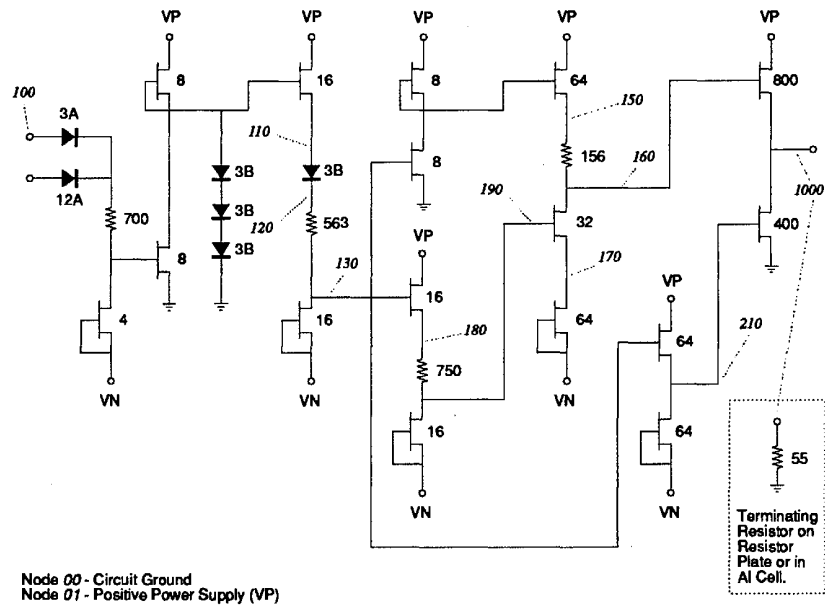 VP VP VP VP VP
8 16 8 64 800
100 3A
12A
110 150
3B 3B 8 156 160
3B 120 190 1000
700 563 32 400
3B
8 130 VP 170
VP
4 16 16 64 64 210
180
VN VN 750 VN
16 64 55
VN VN
Terminating
Resistor on
Resistor
Plate or in
AI Cell.
Node 00 - Circuit Ground
Node 01 - Positive Power Supply (VP)